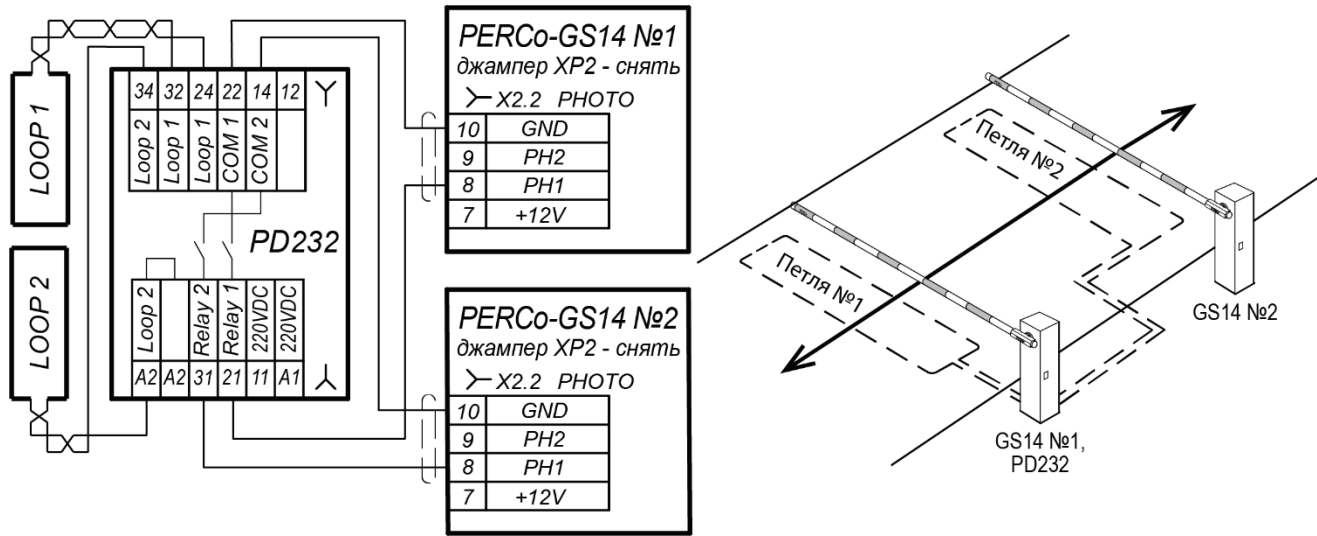 LOOP 1
LOOP 2
34 32 24 22 14 12
Loop 2
Loop 1
Loop 1
COM 1
COM 2
PD232
Loop 2
Relay 2
Relay 1
220VDC
220VDC
A2 A2 31 21 11 A1
PERCo-GS14 №1
джампер XP2 - снять
X2.2 PHOTO
10 GND
9 PH2
8 PH1
7 +12V
PERCo-GS14 №2
джампер XP2 - снять
X2.2 PHOTO
10 GND
9 PH2
8 PH1
7 +12V
Петля №2
Петля №1
GS14 №2
GS14 №1,
PD232